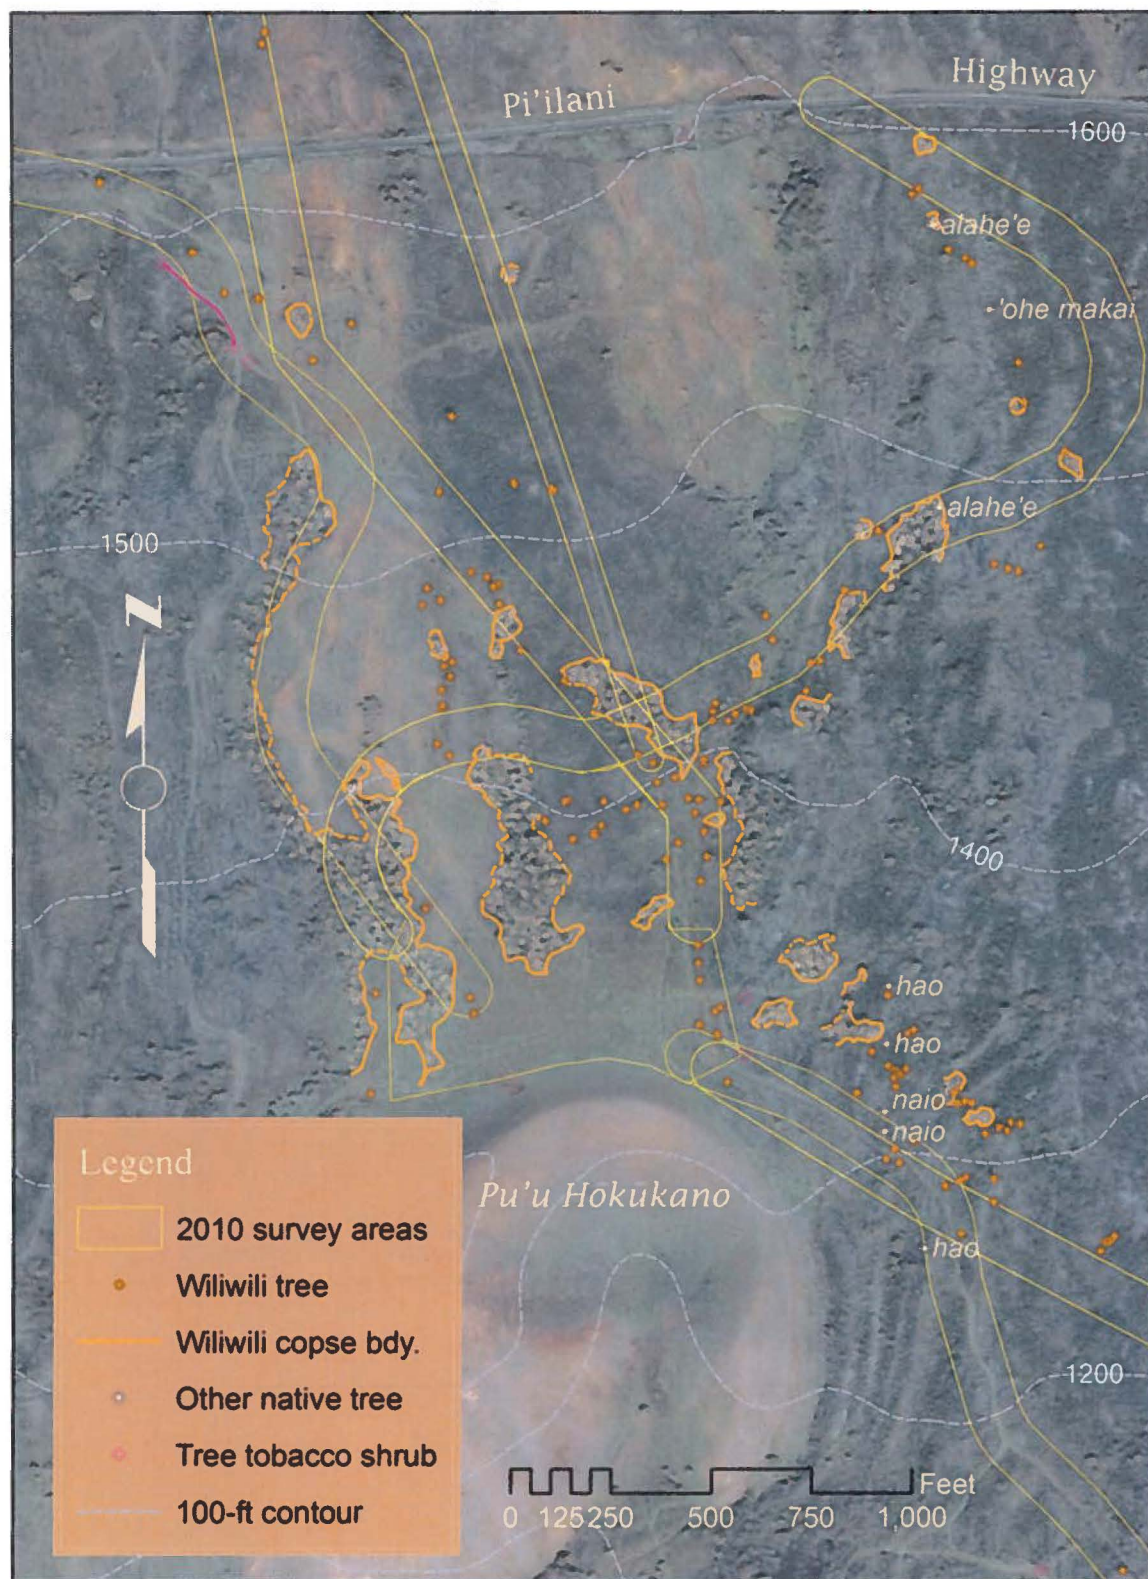 Highway
Pi'ilani
1600
alahe'e
'ohe makai
alahe'e
1500
N
1400
hao
hao
naio
naio
Legend
Pu'u Hokukano
2010 survey areas
hao
Wiliwili tree
Wiliwili copse bdy.
1200
Other native tree
Tree tobacco shrub
Feet
100-ft contour
0 125 250 500 750 1,000